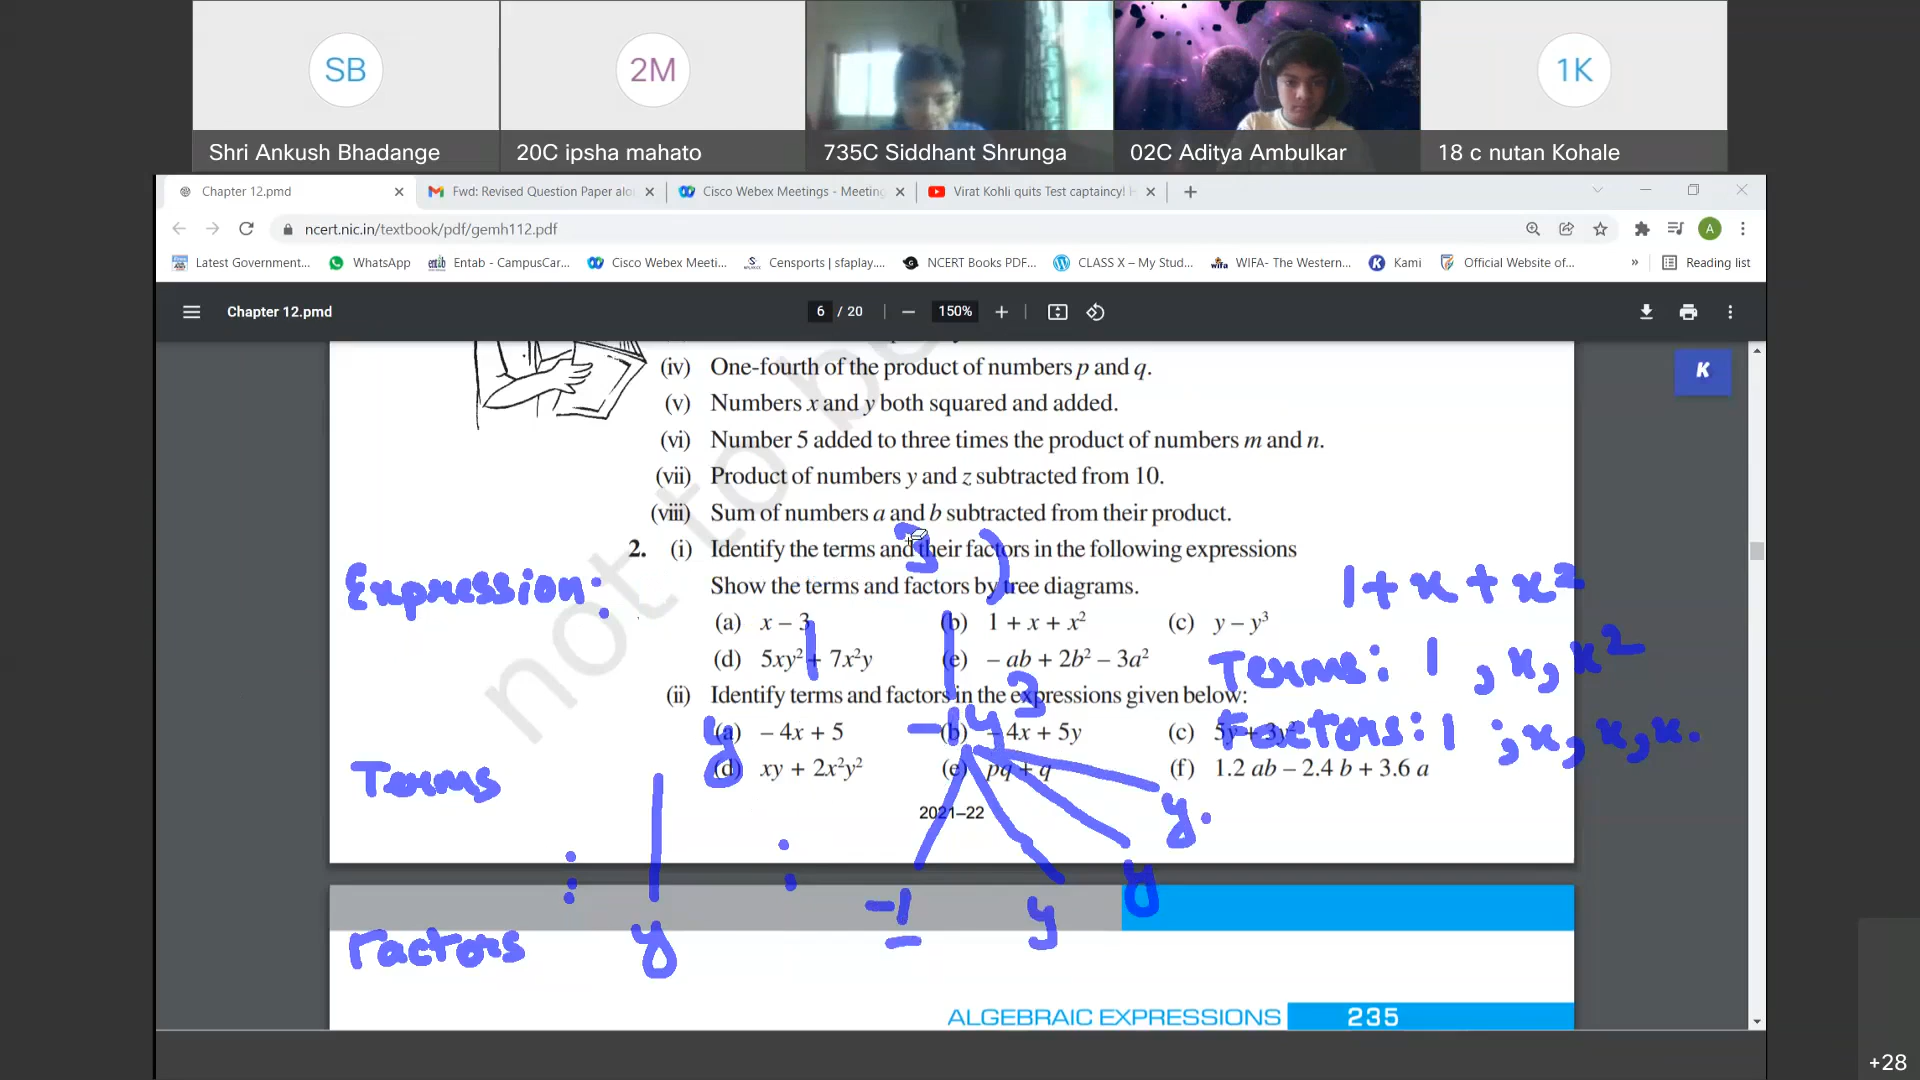 SB
2M
1K
Shri Ankush Bhadange
20C ipsha mahato
735C Siddhant Shrunga
02C Aditya Ambulkar
18 c nutan Kohale
Chapter 12.pmd
Fwd: Revised Question Paper alo
Cisco Webex Meetings - Meeting
Virat Kohli quits Test captaincy!
ncert.nic.in/textbook/pdf/gemh112.pdf
A
Latest Government... WhatsApp Entab - CampusCar... Cisco Webex Meeti... Censports | sfaplay.... NCERT Books PDF... CLASS X – My Stud... WIFA- The Western... Kami Official Website of... » Reading list
Chapter 12.pmd
6 / 20 — 150% +
K
(iv) One-fourth of the product of numbers p and q.
(v) Numbers x and y both squared and added.
(vi) Number 5 added to three times the product of numbers m and n.
(vii) Product of numbers y and z subtracted from 10.
(viii) Sum of numbers a and b subtracted from their product.
2. (i) Identify the terms and their factors in the following expressions
Show the terms and factors by tree diagrams.
(a) x – 3 (b) 1 + x + x² (c) y – y³
(d) 5xy² + 7x²y (e) – ab + 2b² – 3a²
(ii) Identify terms and factors in the expressions given below:
(a) – 4x + 5 (b) – 4x + 5y (c) 5y + 3y²
(d) xy + 2x²y² (e) pq + q (f) 1.2 ab – 2.4 b + 3.6 a
2021–22
not to be
Expression:
1 + x + x²
Terms: 1 , x, x²
Factors: 1 ; x, x, x.
Terms :
y -1y3
Factors :
y -1 y y y.
ALGEBRAIC EXPRESSIONS 235
+28